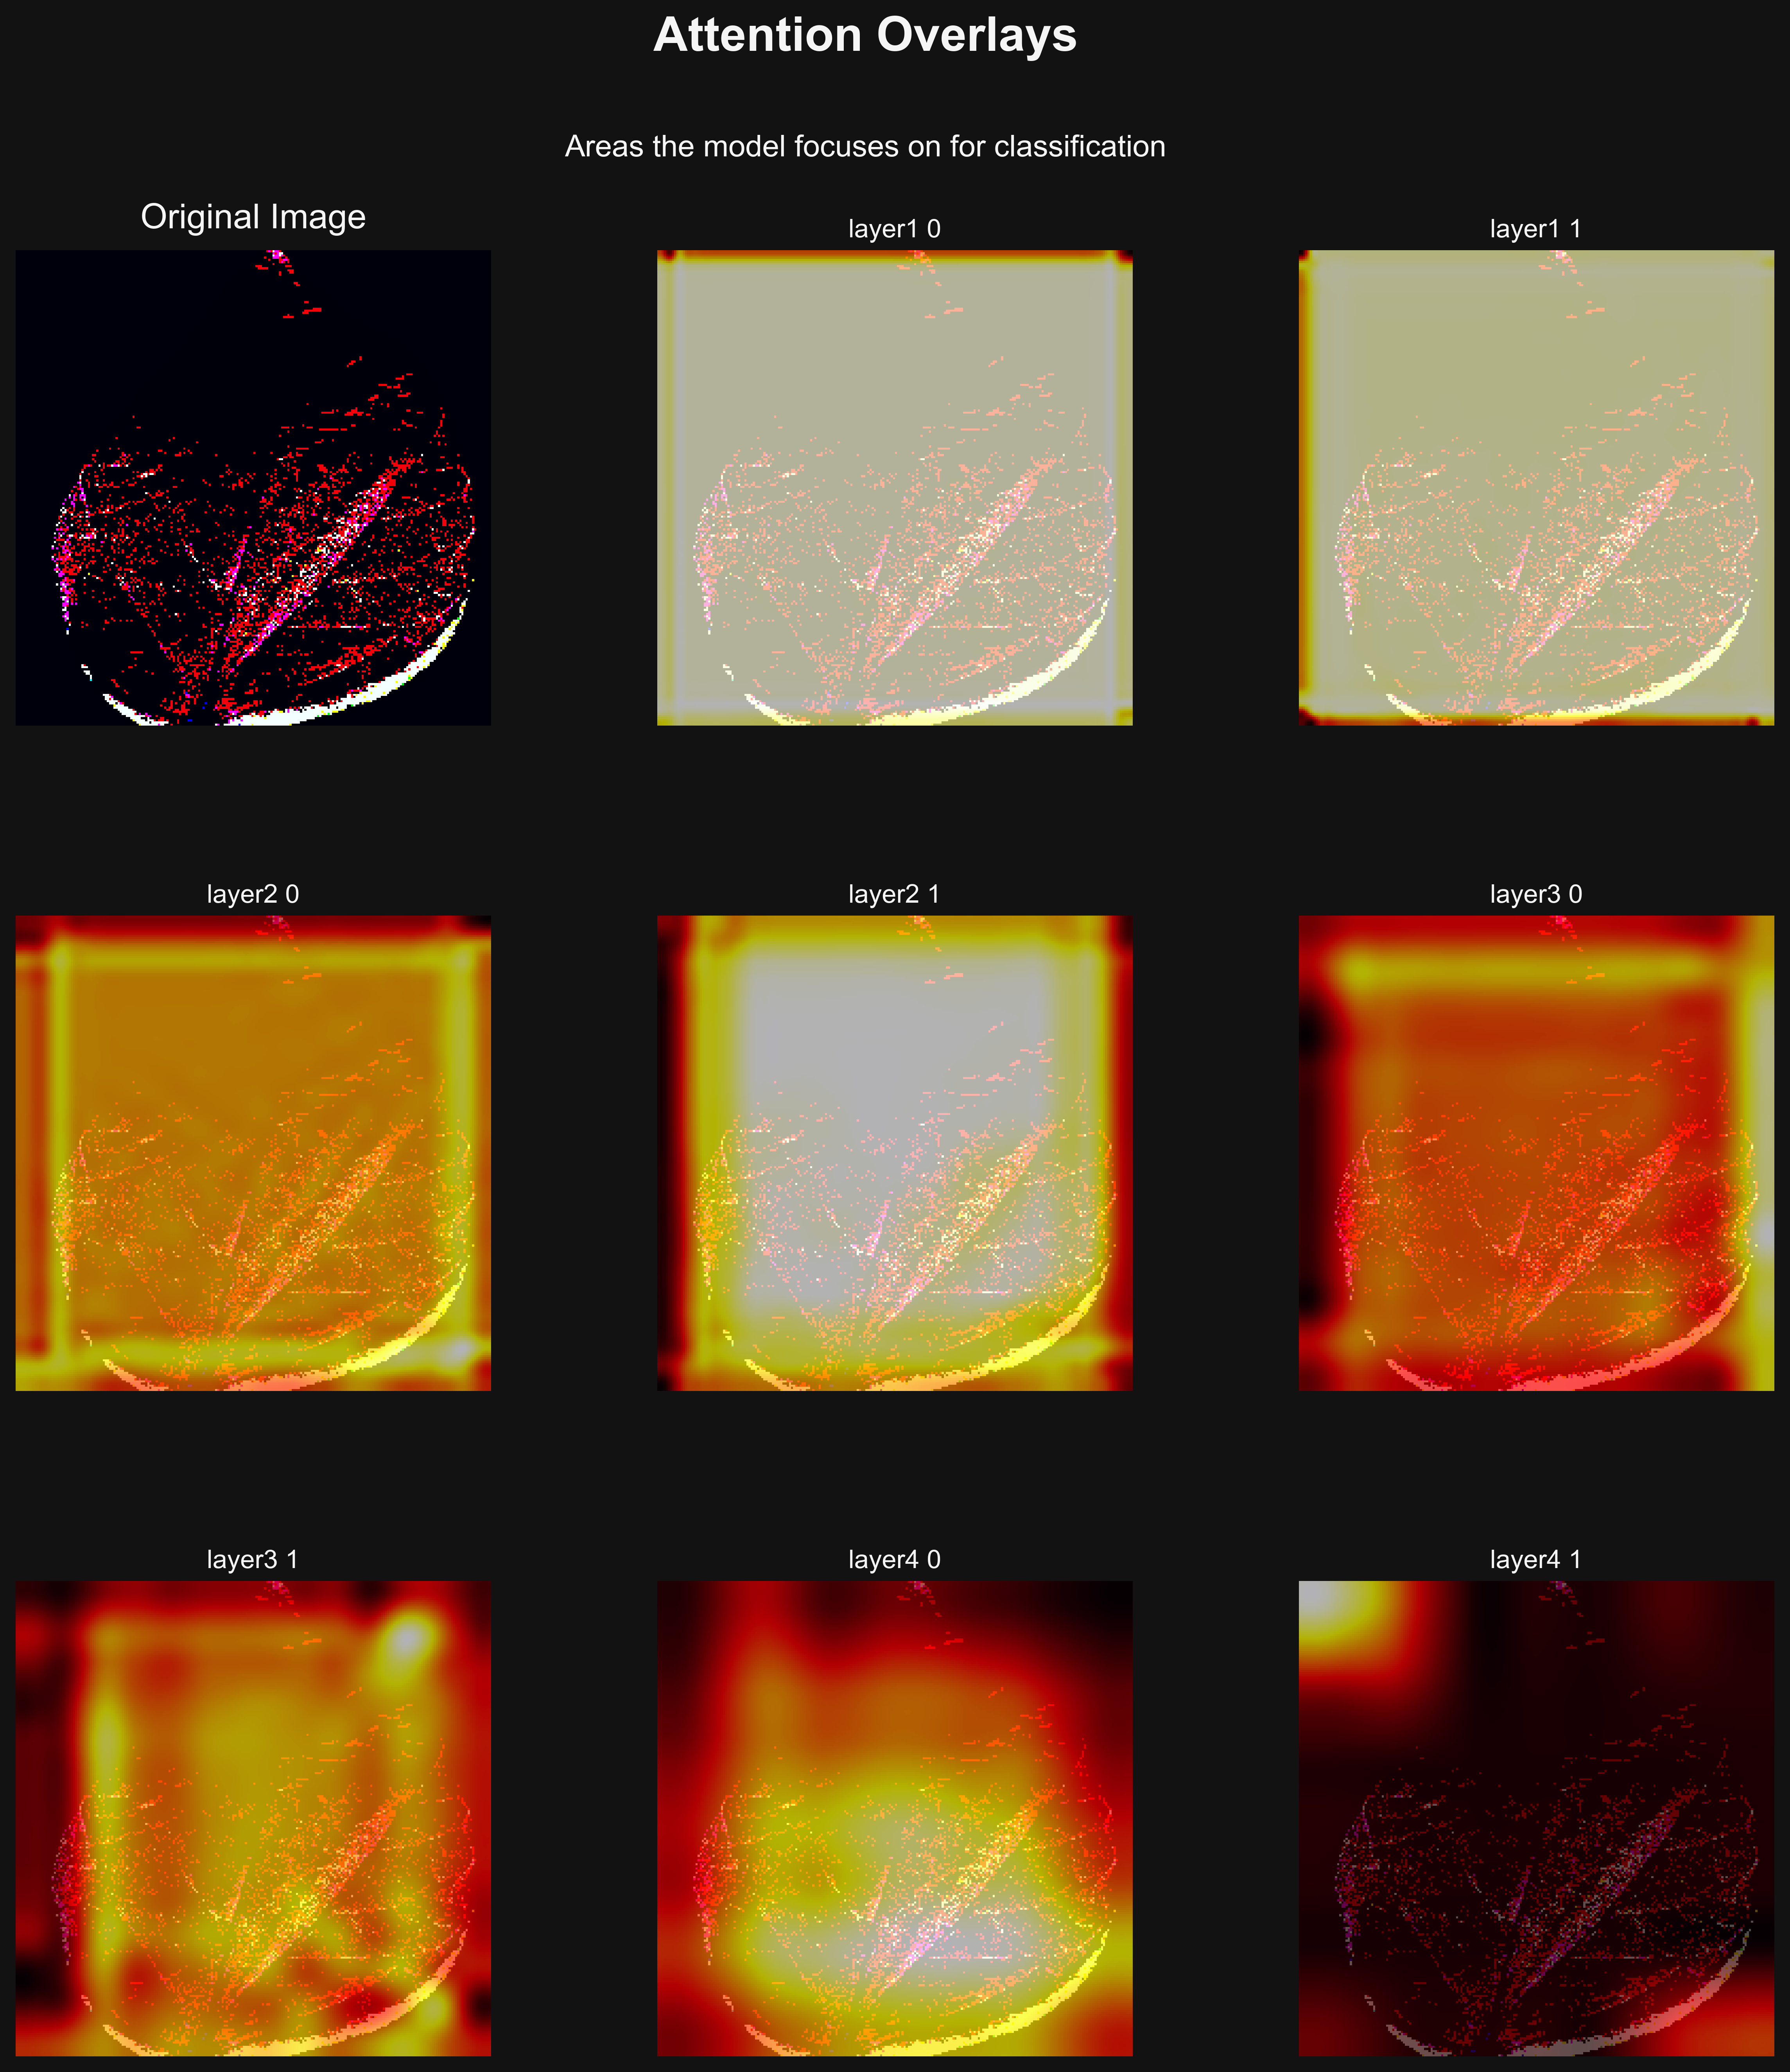 Attention Overlays
Areas the model focuses on for classification
Original Image
layer1 0
layer1 1
layer2 0
layer2 1
layer3 0
layer3 1
layer4 0
layer4 1